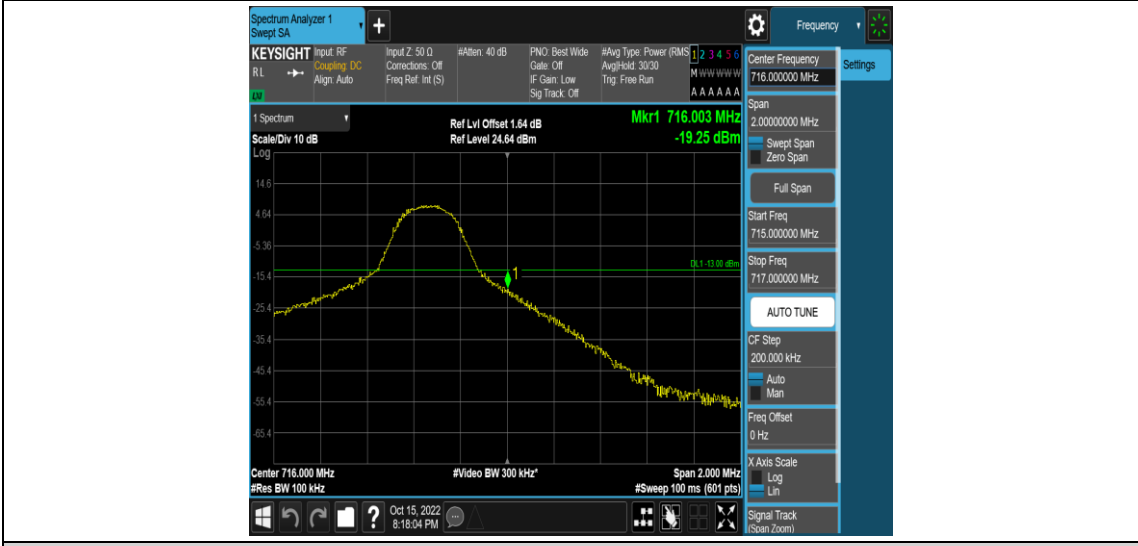 Spectrum Analyzer 1
Swept SA
+
Frequency
KEYSIGHT
RL
Input: RF
Coupling: DC
Align: Auto
Input Z: 50 Ω
Corrections: Off
Freq Ref: Int (S)
#Atten: 40 dB
PNO: Best Wide
Gate: Off
IF Gain: Low
Sig Track: Off
#Avg Type: Power (RMS
Avg|Hold: 30/30
Trig: Free Run
1 2 3 4 5 6
M W W W W W
A A A A A A
Center Frequency
716.000000 MHz
Settings
1 Spectrum
Scale/Div 10 dB
Log
Ref Lvl Offset 1.64 dB
Ref Level 24.64 dBm
Mkr1 716.003 MHz
-19.25 dBm
Span
2.00000000 MHz
Swept Span
Zero Span
Full Span
Start Freq
715.000000 MHz
Stop Freq
717.000000 MHz
AUTO TUNE
CF Step
200.000 kHz
Auto
Man
Freq Offset
0 Hz
X Axis Scale
Log
Lin
Signal Track
(Span Zoom)
14.6
4.64
-5.36
DL1 -13.00 dBm
1
-15.4
-25.4
-35.4
-45.4
-55.4
-65.4
Center 716.000 MHz
#Video BW 300 kHz*
Span 2.000 MHz
#Res BW 100 kHz
#Sweep 100 ms (601 pts)
?
Oct 15, 2022
8:18:04 PM